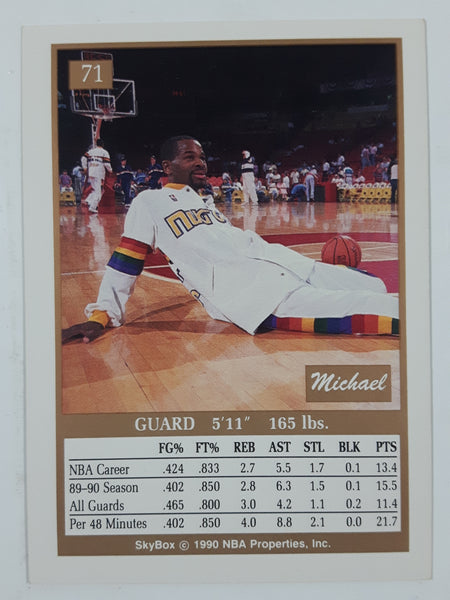 71
Michael
GUARD 5'11" 165 lbs.
FG% FT% REB AST STL BLK PTS
NBA Career .424 .833 2.7 5.5 1.7 0.1 13.4
89-90 Season .402 .850 2.8 6.3 1.5 0.1 15.5
All Guards .465 .800 3.0 4.2 1.1 0.2 11.4
Per 48 Minutes .402 .850 4.0 8.8 2.1 0.0 21.7
SkyBox © 1990 NBA Properties, Inc.